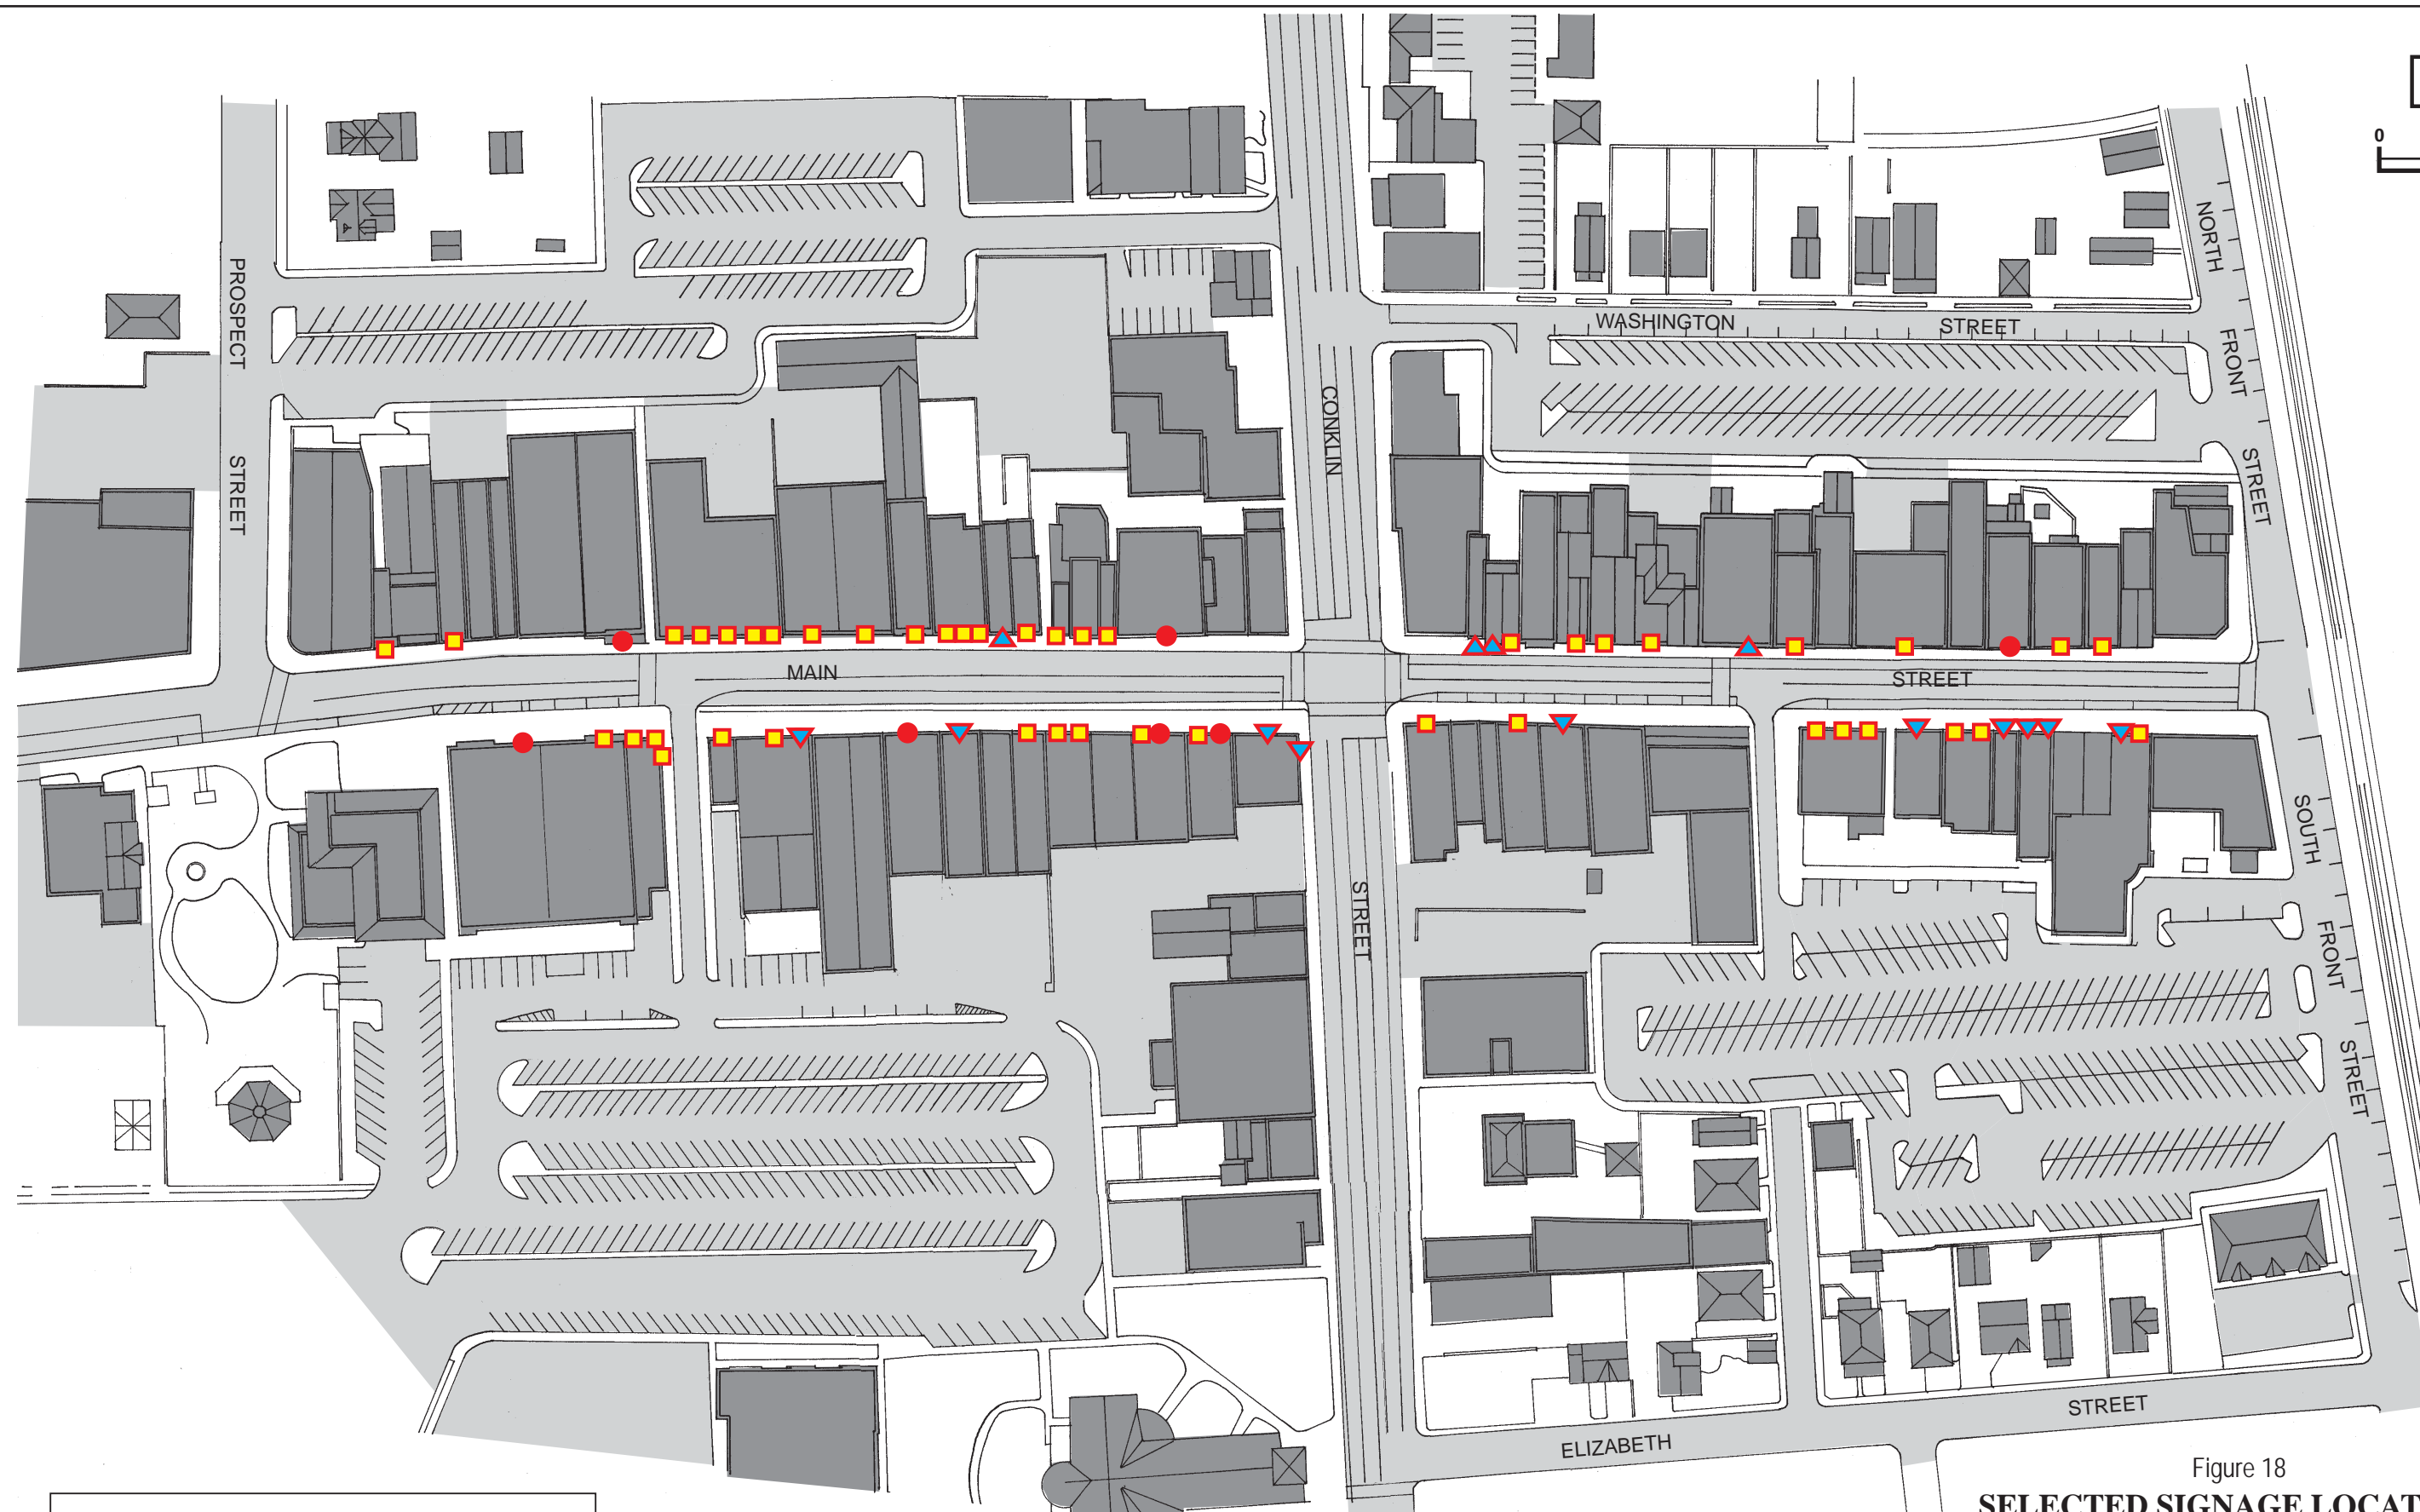 0
NORTH
PROSPECT
WASHINGTON STREET
FRONT
CONKLIN
STREET
STREET
MAIN
STREET
SOUTH
STREET
FRONT
STREET
STREET
ELIZABETH
Figure 18
SELECTED SIGNAGE LOCAT